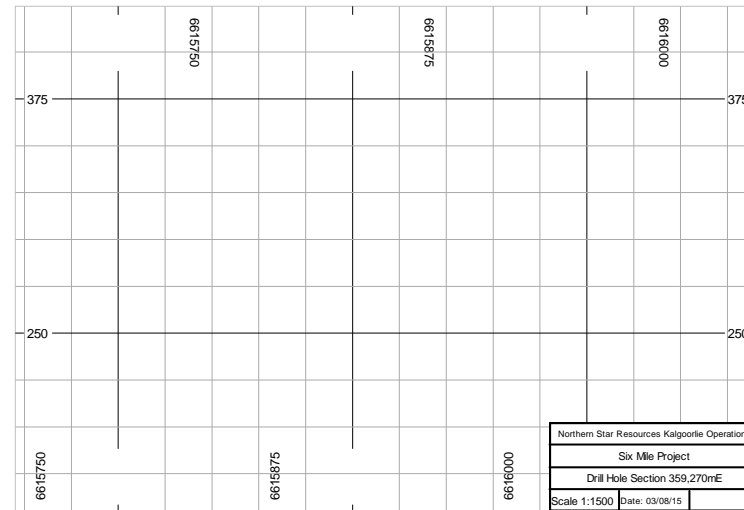 6615750
6615875
6616000
375
375
250
250
6615750
6615875
6616000
Northern Star Resources Kalgoorlie Operation
Six Mile Project
Drill Hole Section 359,270mE
Scale 1:1500 Date: 03/08/15